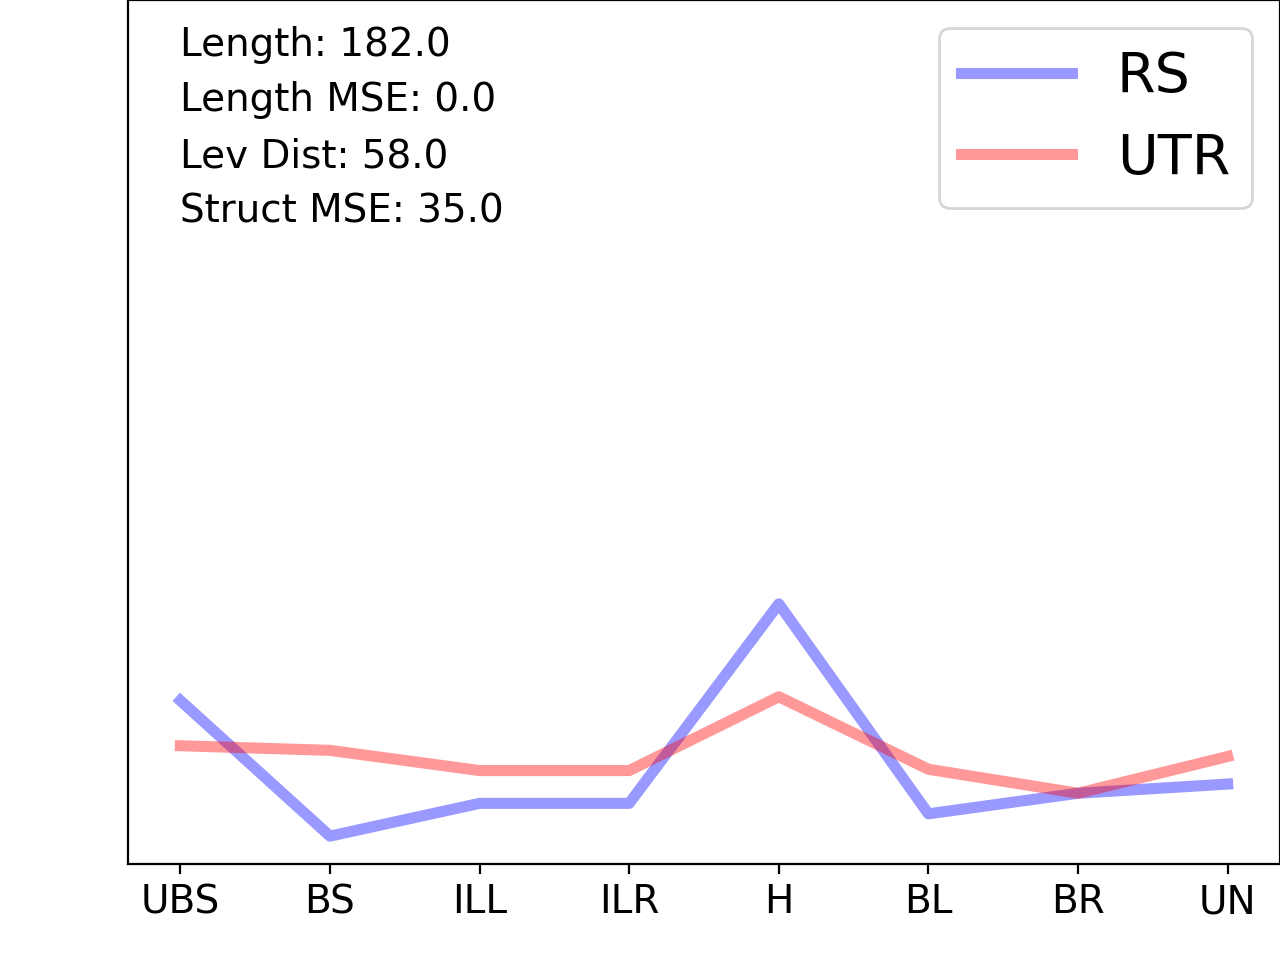 Length: 182.0
Length MSE: 0.0
Lev Dist: 58.0
Struct MSE: 35.0
RS
UTR
UBS BS ILL ILR H BL BR UN